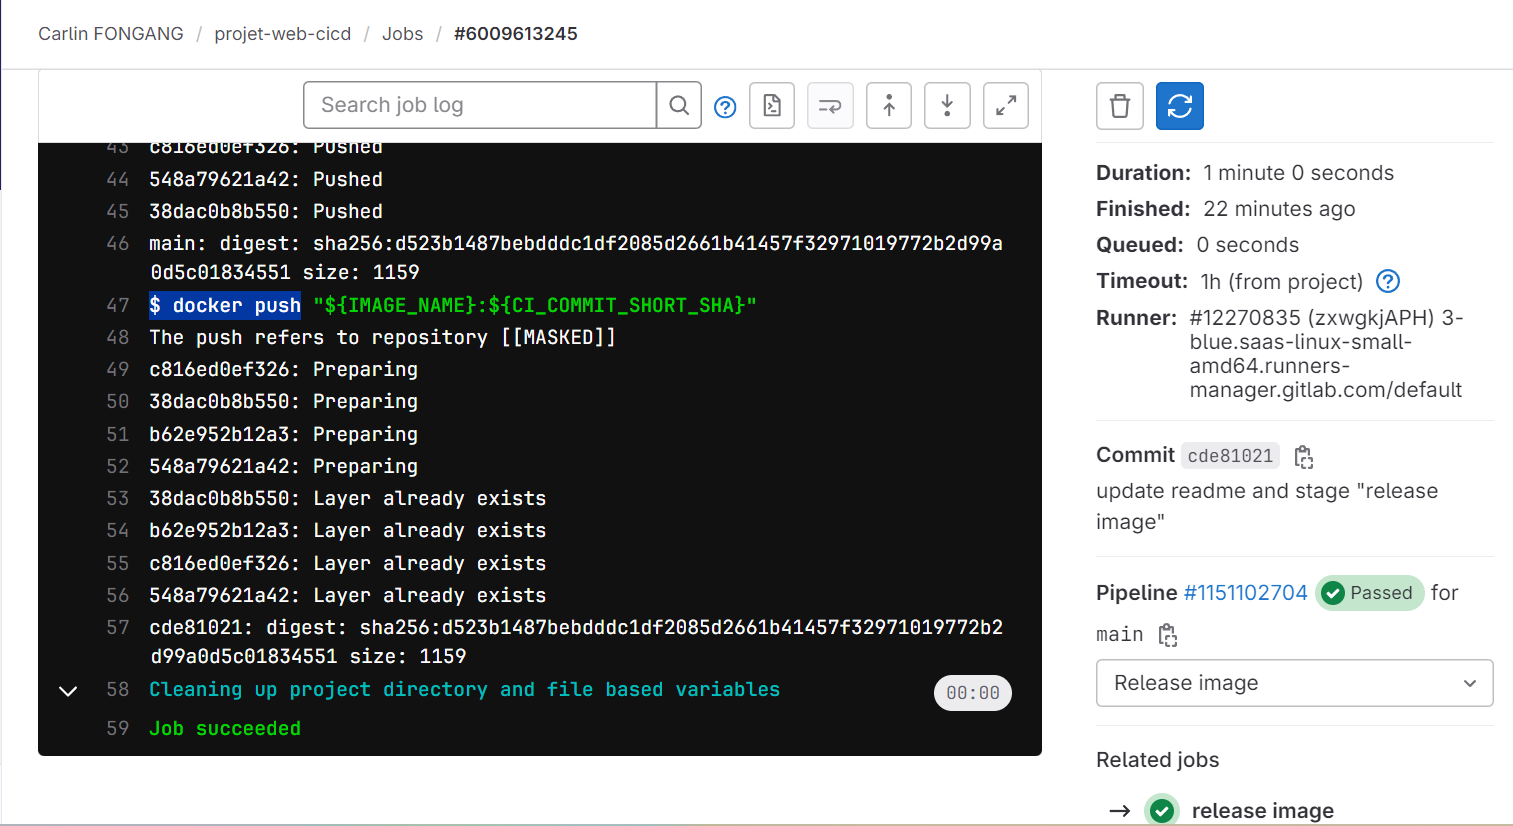 Carlin FONGANG / projet-web-cicd / Jobs / #6009613245
Search job log
43 c816ed0ef326: Pushed
44 548a79621a42: Pushed
45 38dac0b8b550: Pushed
46 main: digest: sha256:d523b1487bebdddc1df2085d2661b41457f32971019772b2d99a
0d5c01834551 size: 1159
47 $ docker push "${IMAGE_NAME}:${CI_COMMIT_SHORT_SHA}"
48 The push refers to repository [[MASKED]]
49 c816ed0ef326: Preparing
50 38dac0b8b550: Preparing
51 b62e952b12a3: Preparing
52 548a79621a42: Preparing
53 38dac0b8b550: Layer already exists
54 b62e952b12a3: Layer already exists
55 c816ed0ef326: Layer already exists
56 548a79621a42: Layer already exists
57 cde81021: digest: sha256:d523b1487bebdddc1df2085d2661b41457f32971019772b2
d99a0d5c01834551 size: 1159
58 Cleaning up project directory and file based variables 00:00
59 Job succeeded
Duration: 1 minute 0 seconds
Finished: 22 minutes ago
Queued: 0 seconds
Timeout: 1h (from project)
Runner: #12270835 (zxwgkjAPH) 3-
blue.saas-linux-small-
amd64.runners-
manager.gitlab.com/default
Commit cde81021
update readme and stage "release
image"
Pipeline #1151102704 Passed for
main
Release image
Related jobs
→ release image